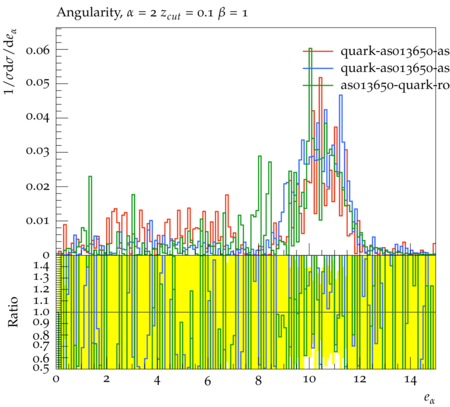 Angularity, α = 2 z_cut = 0.1 β = 1
1/σdσ/de_α
0.06
0.05
0.04
0.03
0.02
0.01
0
quark-as013650-as
quark-as013650-as
as013650-quark-ro
Ratio
1.4
1.3
1.2
1.1
1.0
0.9
0.8
0.7
0.6
0.5
0 2 4 6 8 10 12 14
e_α